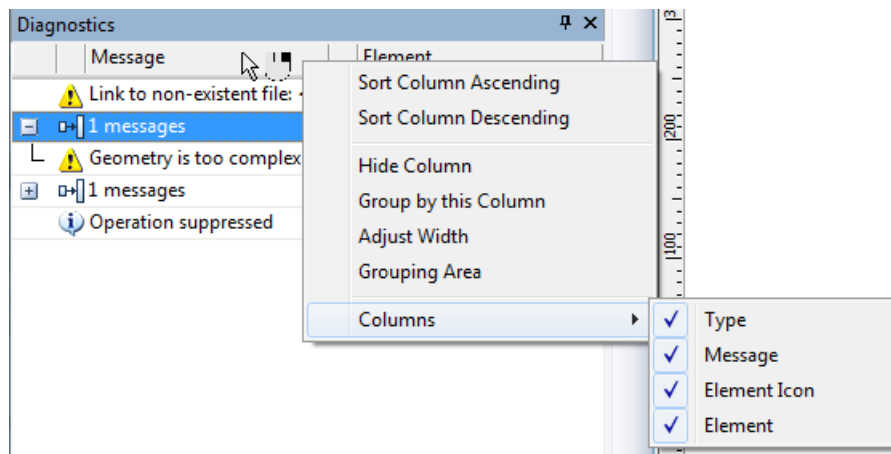 Diagnostics
Message Element
Link to non-existent file:
1 messages
Geometry is too complex
1 messages
Operation suppressed
Sort Column Ascending
Sort Column Descending
Hide Column
Group by this Column
Adjust Width
Grouping Area
Columns
Type
Message
Element Icon
Element
200
100